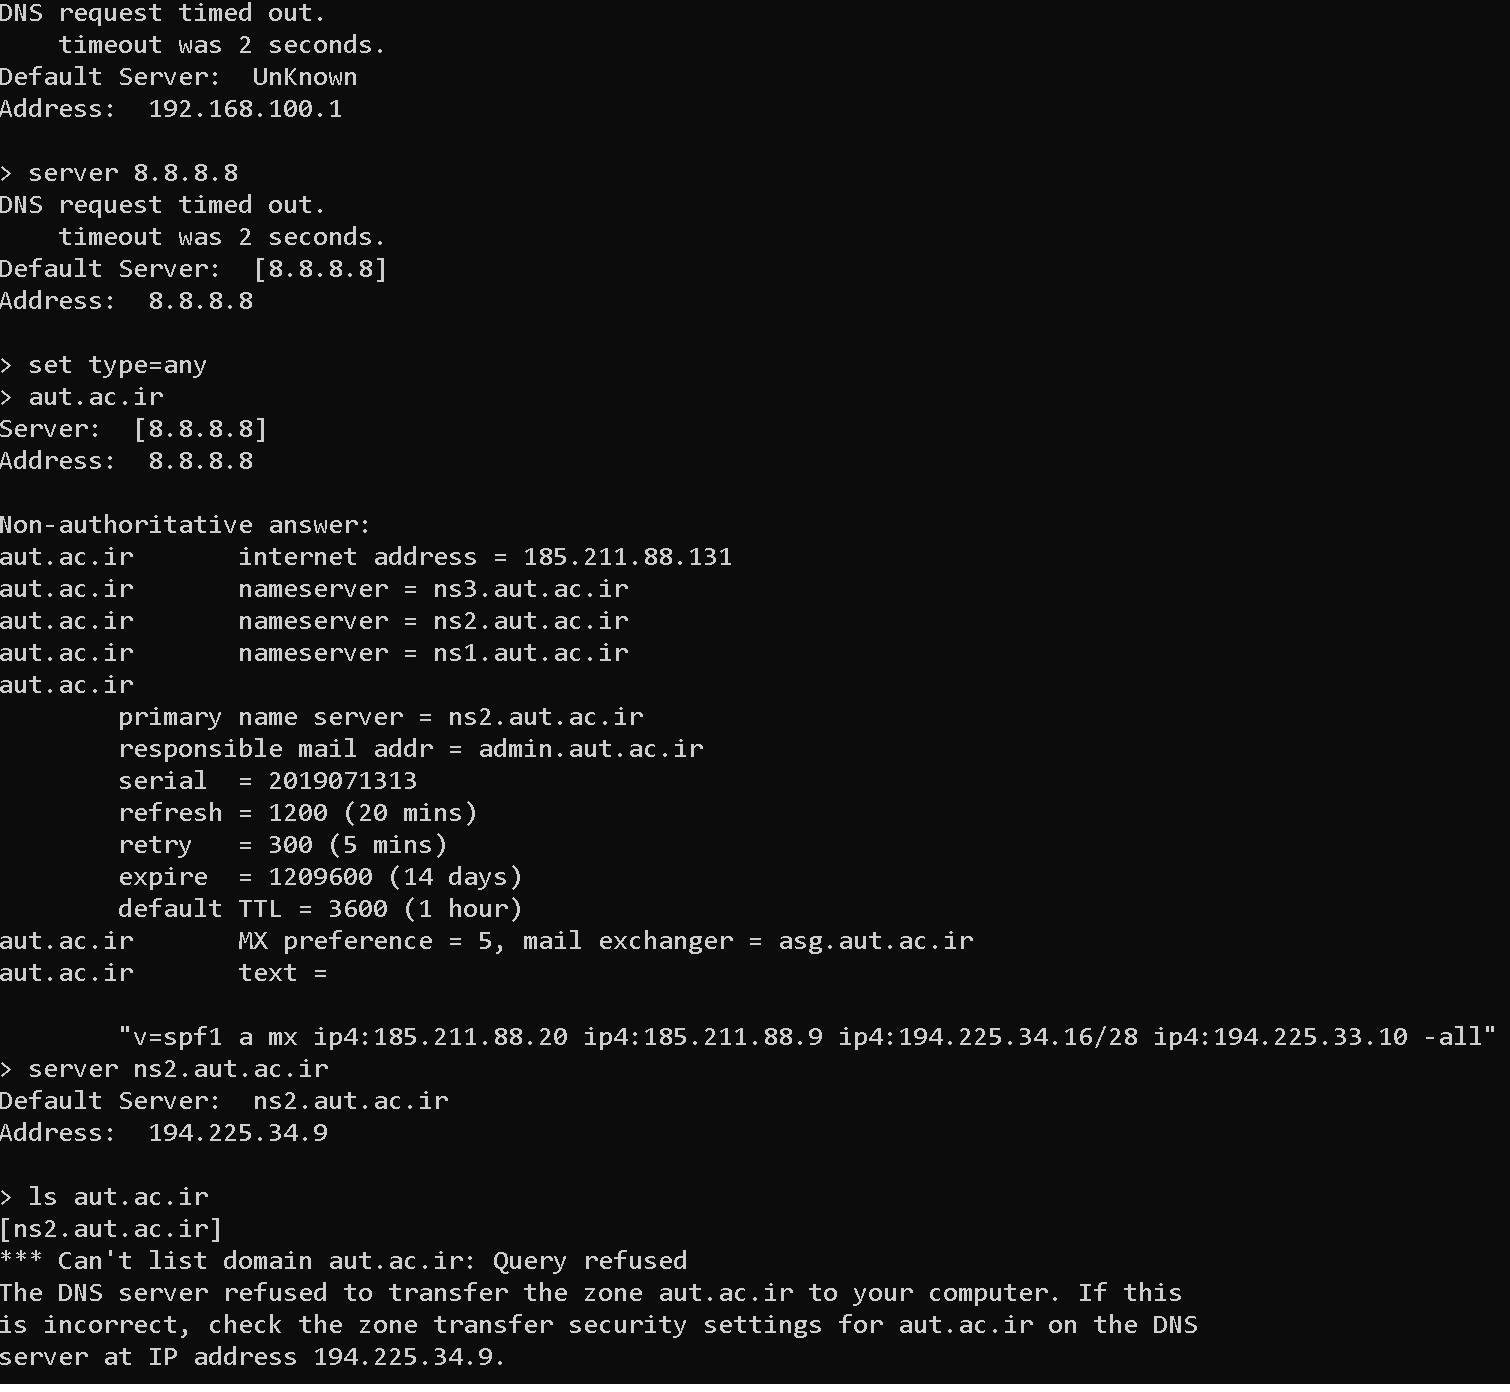 DNS request timed out.
    timeout was 2 seconds.
Default Server:  UnKnown
Address:  192.168.100.1

> server 8.8.8.8
DNS request timed out.
    timeout was 2 seconds.
Default Server:  [8.8.8.8]
Address:  8.8.8.8

> set type=any
> aut.ac.ir
Server:  [8.8.8.8]
Address:  8.8.8.8

Non-authoritative answer:
aut.ac.ir       internet address = 185.211.88.131
aut.ac.ir       nameserver = ns3.aut.ac.ir
aut.ac.ir       nameserver = ns2.aut.ac.ir
aut.ac.ir       nameserver = ns1.aut.ac.ir
aut.ac.ir
        primary name server = ns2.aut.ac.ir
        responsible mail addr = admin.aut.ac.ir
        serial  = 2019071313
        refresh = 1200 (20 mins)
        retry   = 300 (5 mins)
        expire  = 1209600 (14 days)
        default TTL = 3600 (1 hour)
aut.ac.ir       MX preference = 5, mail exchanger = asg.aut.ac.ir
aut.ac.ir       text =

        "v=spf1 a mx ip4:185.211.88.20 ip4:185.211.88.9 ip4:194.225.34.16/28 ip4:194.225.33.10 -all"
> server ns2.aut.ac.ir
Default Server:  ns2.aut.ac.ir
Address:  194.225.34.9

> ls aut.ac.ir
[ns2.aut.ac.ir]
*** Can't list domain aut.ac.ir: Query refused
The DNS server refused to transfer the zone aut.ac.ir to your computer. If this
is incorrect, check the zone transfer security settings for aut.ac.ir on the DNS
server at IP address 194.225.34.9.